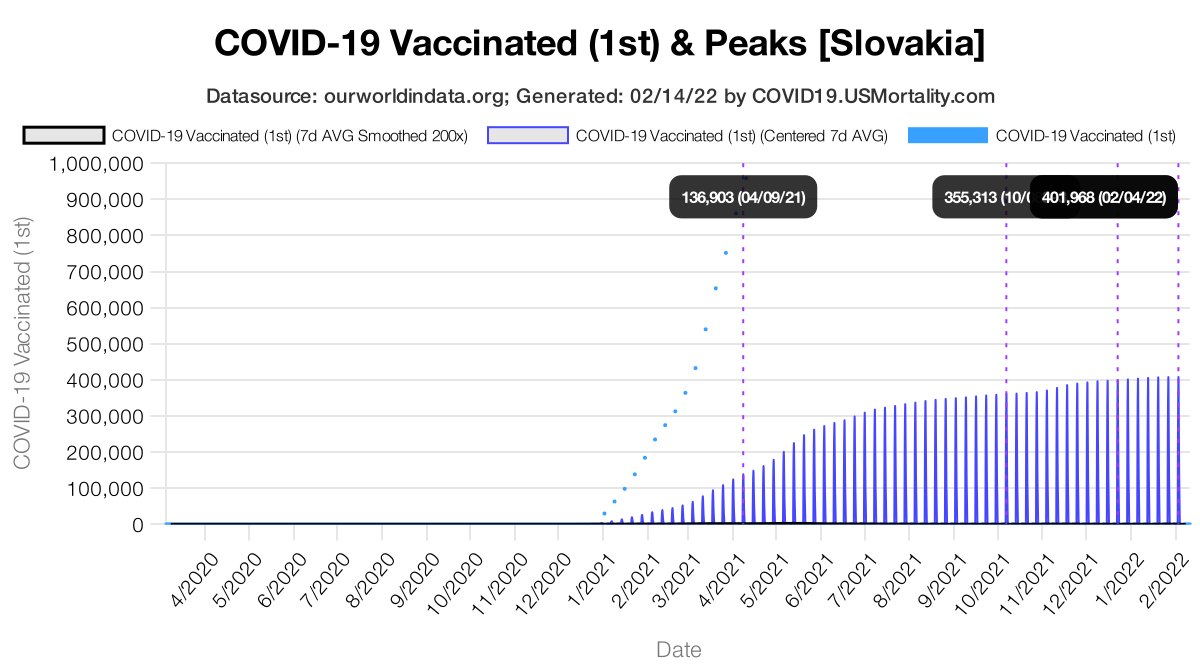 COVID-19 Vaccinated (1st) & Peaks [Slovakia]
Datasource: ourworldindata.org; Generated: 02/14/22 by COVID19.USMortality.com
COVID-19 Vaccinated (1st) (7d AVG Smoothed 200x) COVID-19 Vaccinated (1st) (Centered 7d AVG) COVID-19 Vaccinated (1st)
COVID-19 Vaccinated (1st)
1,000,000
900,000
800,000
700,000
600,000
500,000
400,000
300,000
200,000
100,000
0
136,903 (04/09/21) 355,313 (10/ 401,968 (02/04/22)
4/2020 5/2020 6/2020 7/2020 8/2020 9/2020 10/2020 11/2020 12/2020 1/2021 2/2021 3/2021 4/2021 5/2021 6/2021 7/2021 8/2021 9/2021 10/2021 11/2021 12/2021 1/2022 2/2022
Date